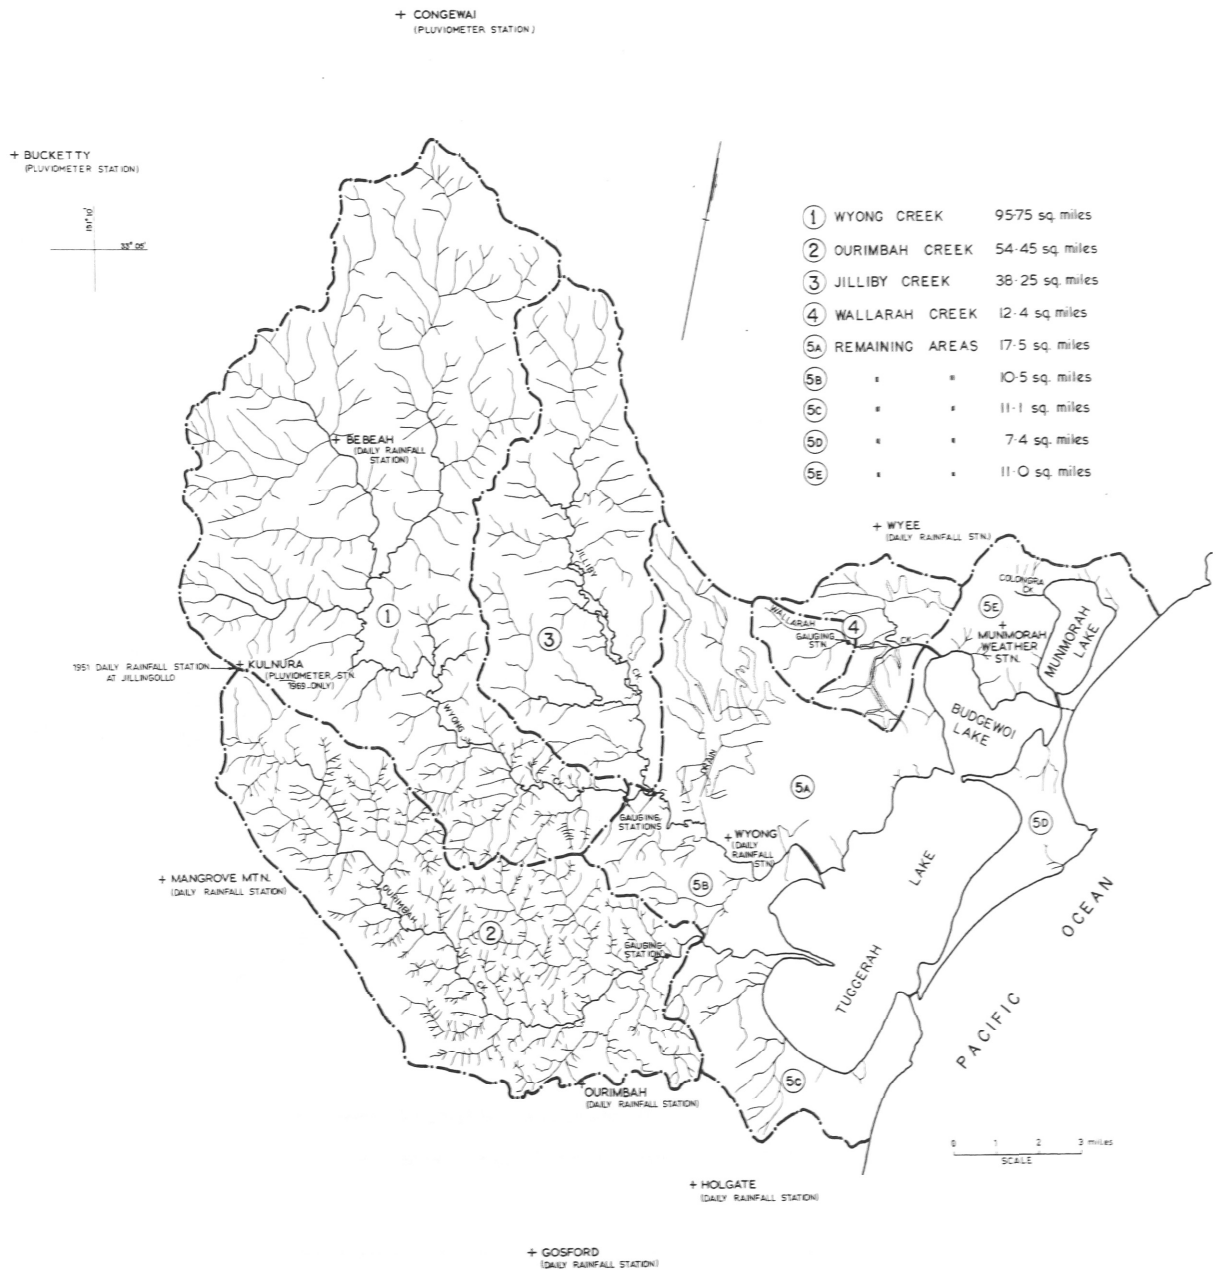 + CONGEWAI
(PLUVIOMETER STATION)
+ BUCKETTY
(PLUVIOMETER STATION)
151° 10'
33° 05'
1 WYONG CREEK 95·75 sq. miles
2 OURIMBAH CREEK 54·45 sq. miles
3 JILLIBY CREEK 38·25 sq. miles
4 WALLARAH CREEK 12·4 sq. miles
5A REMAINING AREAS 17·5 sq. miles
5B " " 10·5 sq. miles
5C " " 11·1 sq. miles
5D " " 7·4 sq. miles
5E " " 11·0 sq. miles
+ BEBEAH
(DAILY RAINFALL
STATION)
+ WYEE
(DAILY RAINFALL STN.)
JILLIBY
CK
COLONGRA
CK
5E
+
MUNMORAH
WEATHER
STN.
MUNMORAH
LAKE
WALLARAH
GAUGING
STN.
4
CK
1
3
1951 DAILY RAINFALL STATION
AT JILLINGOLLO
+ KULNURA
(PLUVIOMETER STN.
1969-ONLY)
WYONG
CK
BUDGEWOI
LAKE
DRAIN
5A
GAUGING
STATIONS
5D
+ WYONG
(DAILY
RAINFALL
STN)
+ MANGROVE MTN.
(DAILY RAINFALL STATION)
5B
OURIMBAH
CK
2
GAUGING
STATION
TUGGERAH
LAKE
PACIFIC
OCEAN
5C
+ OURIMBAH
(DAILY RAINFALL STATION)
0 1 2 3 miles
SCALE
+ HOLGATE
(DAILY RAINFALL STATION)
+ GOSFORD
(DAILY RAINFALL STATION)